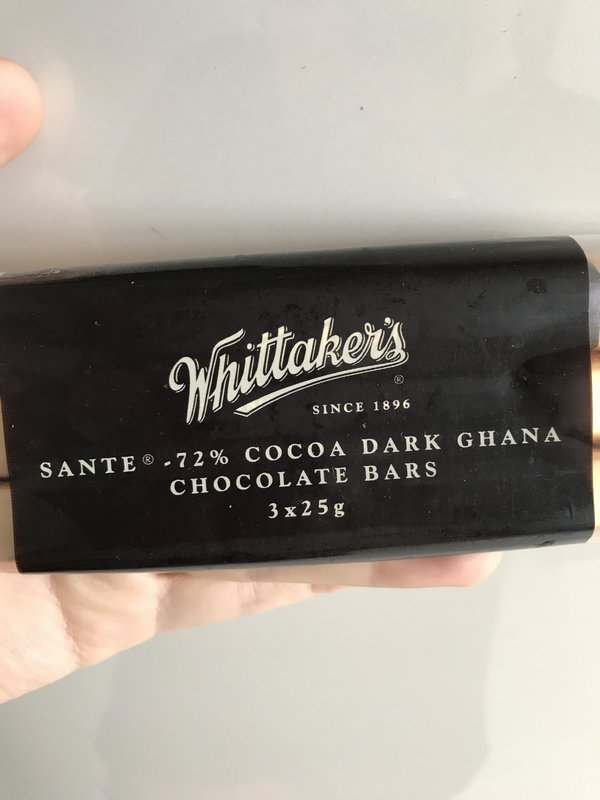 Whittaker's®
SINCE 1896
SANTE® -72% COCOA DARK GHANA
CHOCOLATE BARS
3x25g